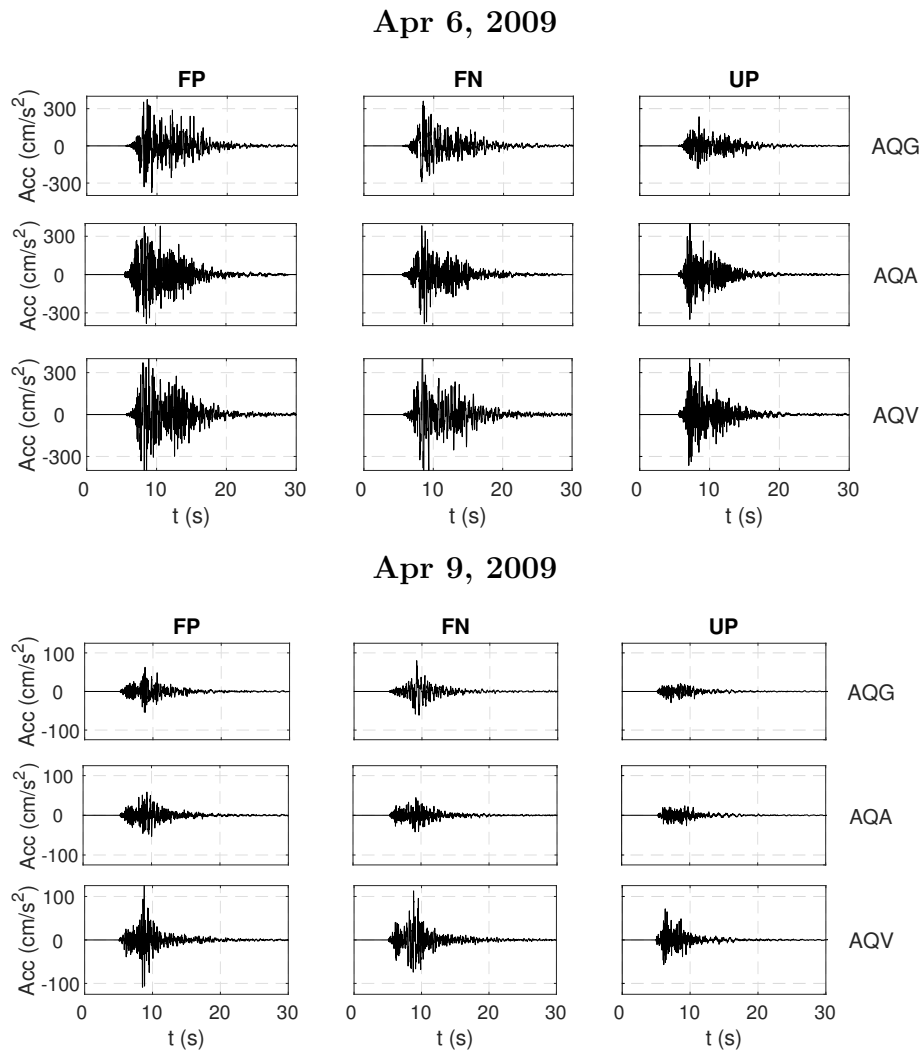 Apr 6, 2009
FP FN UP
Acc (cm/s²) 300 0 -300 AQG
Acc (cm/s²) 300 0 -300 AQA
Acc (cm/s²) 300 0 -300 AQV
0 10 20 30 0 10 20 30 0 10 20 30
t (s) t (s) t (s)
Apr 9, 2009
FP FN UP
Acc (cm/s²) 100 0 -100 AQG
Acc (cm/s²) 100 0 -100 AQA
Acc (cm/s²) 100 0 -100 AQV
0 10 20 30 0 10 20 30 0 10 20 30
t (s) t (s) t (s)